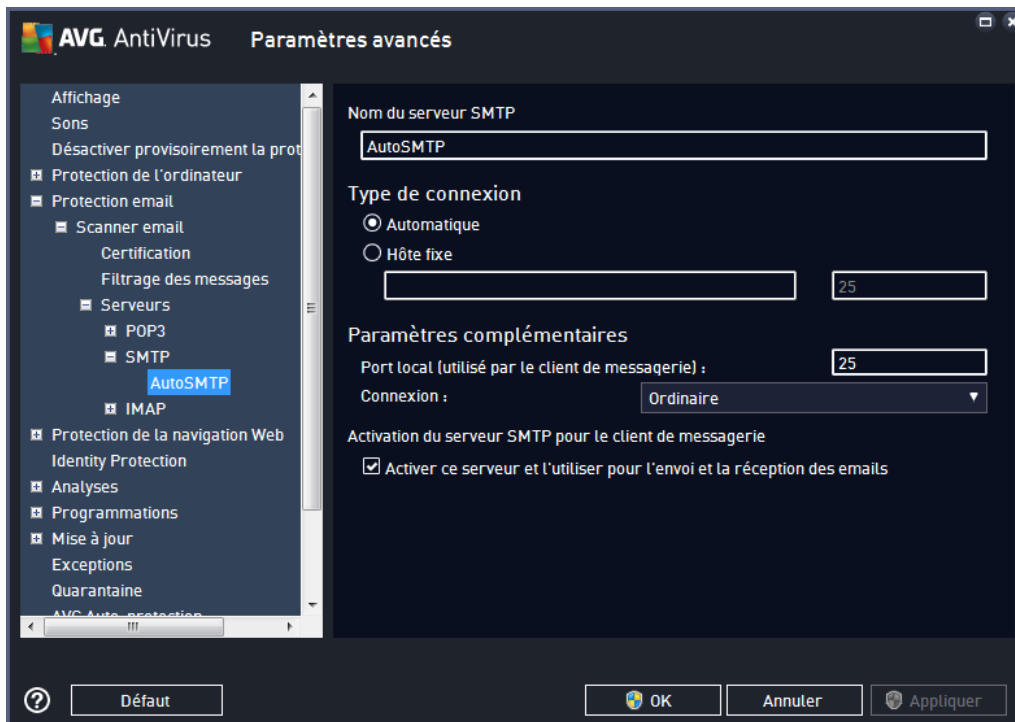 AVG AntiVirus Paramètres avancés
Affichage
Sons
Désactiver provisoirement la prot
Protection de l'ordinateur
Protection email
Scanner email
Certification
Filtrage des messages
Serveurs
POP3
SMTP
AutoSMTP
IMAP
Protection de la navigation Web
Identity Protection
Analyses
Programmations
Mise à jour
Exceptions
Quarantaine
AVG Auto-protection
Nom du serveur SMTP
AutoSMTP
Type de connexion
Automatique
Hôte fixe
25
Paramètres complémentaires
Port local (utilisé par le client de messagerie) : 25
Connexion : Ordinaire
Activation du serveur SMTP pour le client de messagerie
Activer ce serveur et l'utiliser pour l'envoi et la réception des emails
Défaut OK Annuler Appliquer